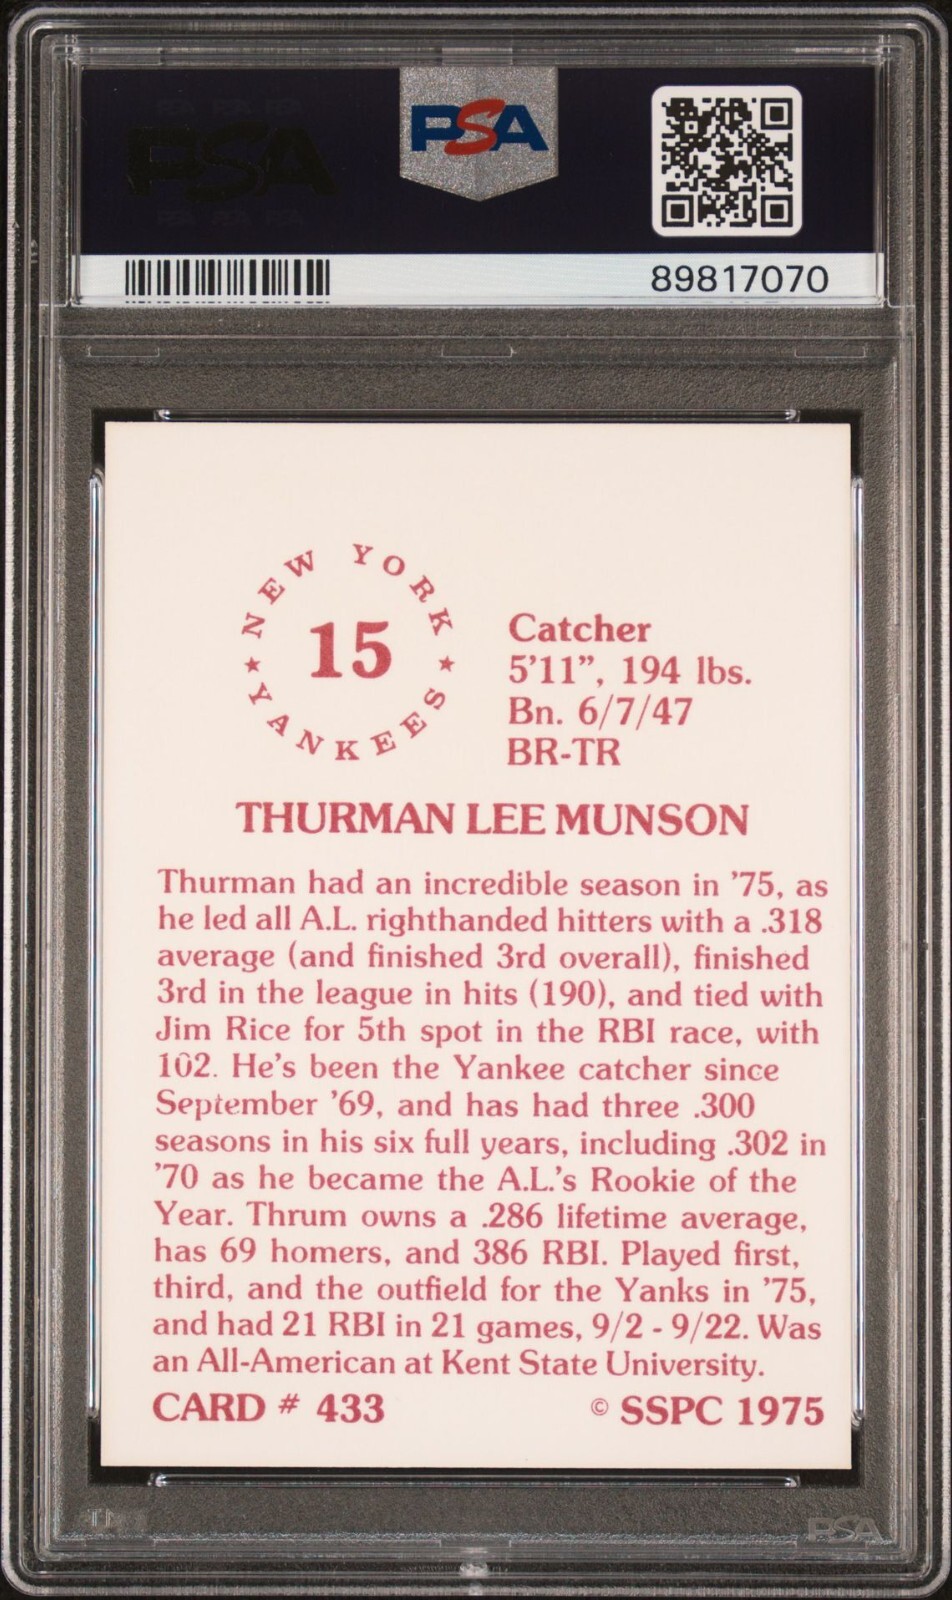 PSA
PSA
89817070
NEW YORK
15
YANKEES
Catcher
5'11", 194 lbs.
Bn. 6/7/47
BR-TR
THURMAN LEE MUNSON
Thurman had an incredible season in '75, as
he led all A.L. righthanded hitters with a .318
average (and finished 3rd overall), finished
3rd in the league in hits (190), and tied with
Jim Rice for 5th spot in the RBI race, with
102. He's been the Yankee catcher since
September '69, and has had three .300
seasons in his six full years, including .302 in
'70 as he became the A.L.'s Rookie of the
Year. Thrum owns a .286 lifetime average,
has 69 homers, and 386 RBI. Played first,
third, and the outfield for the Yanks in '75,
and had 21 RBI in 21 games, 9/2 - 9/22. Was
an All-American at Kent State University.
CARD # 433 © SSPC 1975
PSA